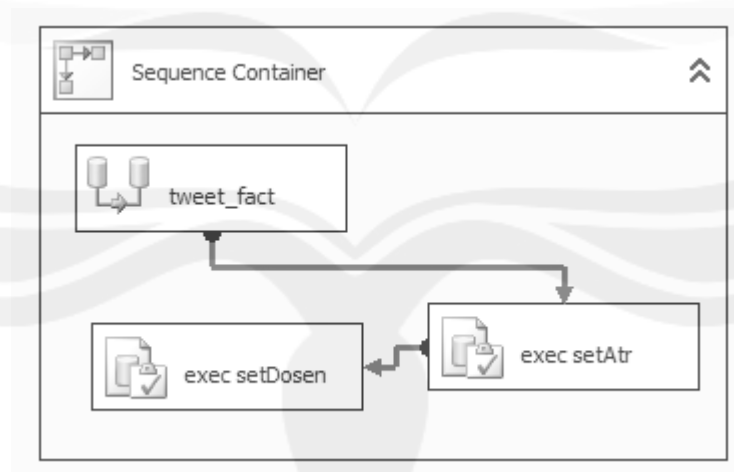 Sequence Container
tweet_fact
exec setAtr
exec setDosen